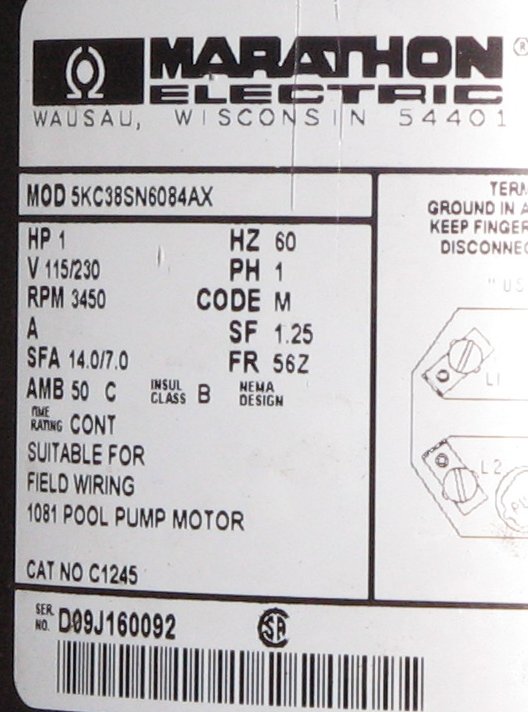 MARATHON®
ELECTRIC
WAUSAU, WISCONSIN 54401
MOD 5KC38SN6084AX
HP 1 HZ 60
V 115/230 PH 1
RPM 3450 CODE M
A SF 1.25
SFA 14.0/7.0 FR 56Z
AMB 50 C INSUL CLASS B NEMA DESIGN
TIME RATING CONT
SUITABLE FOR
FIELD WIRING
1081 POOL PUMP MOTOR
CAT NO C1245
SER. NO. D09J160092
SA
TERM
GROUND IN A
KEEP FINGER
DISCONNEC
"US
L1
L2